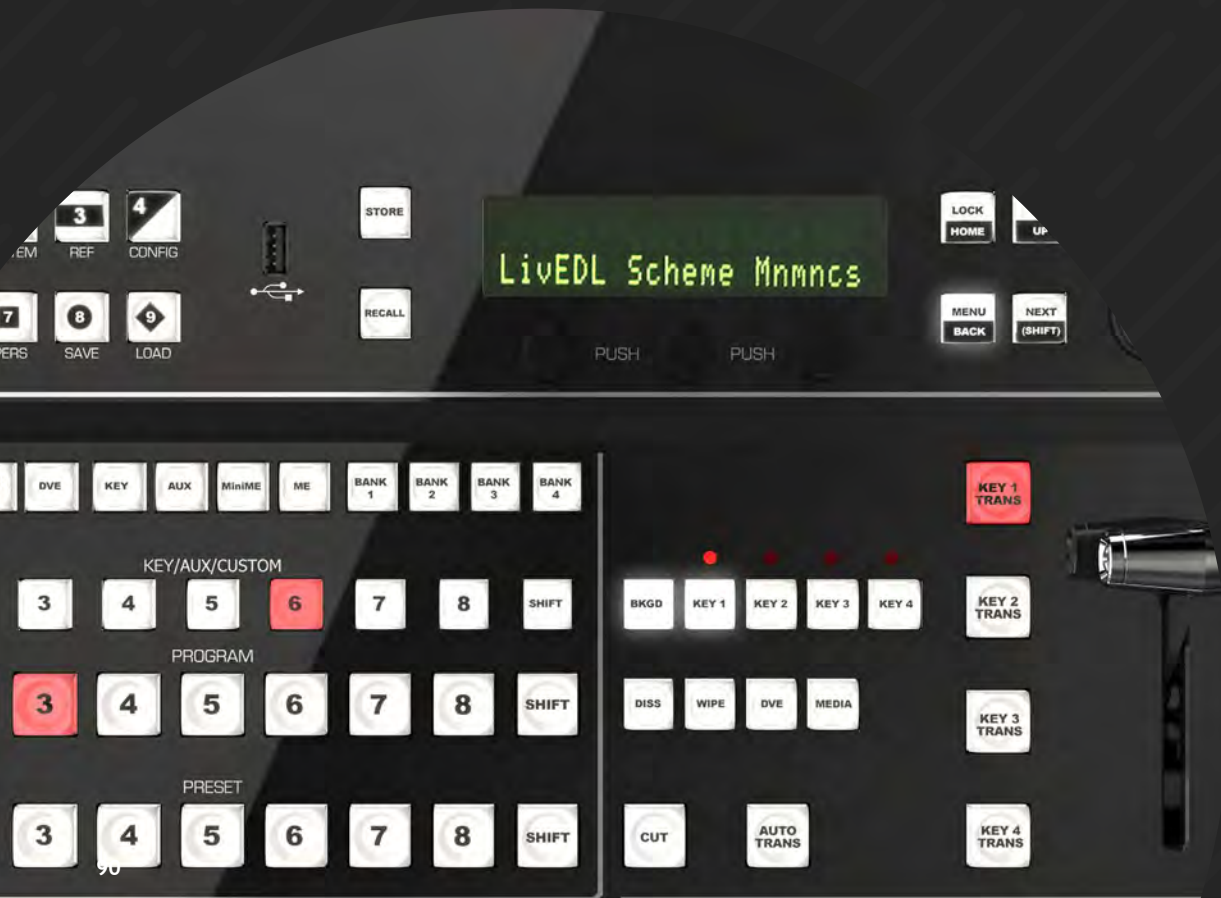 3 4 STORE LOCK
HOME
REF CONFIG
LivEDL Scheme Mnmncs
7 8 9 RECALL MENU NEXT
BACK (SHIFT)
SAVE LOAD PUSH PUSH
DVE KEY AUX MiniME ME BANK 1 BANK 2 BANK 3 BANK 4 KEY 1 TRANS
KEY/AUX/CUSTOM
3 4 5 6 7 8 SHIFT BKGD KEY 1 KEY 2 KEY 3 KEY 4 KEY 2 TRANS
PROGRAM
3 4 5 6 7 8 SHIFT DISS WIPE DVE MEDIA KEY 3 TRANS
PRESET
3 4 5 6 7 8 SHIFT CUT AUTO TRANS KEY 4 TRANS
90